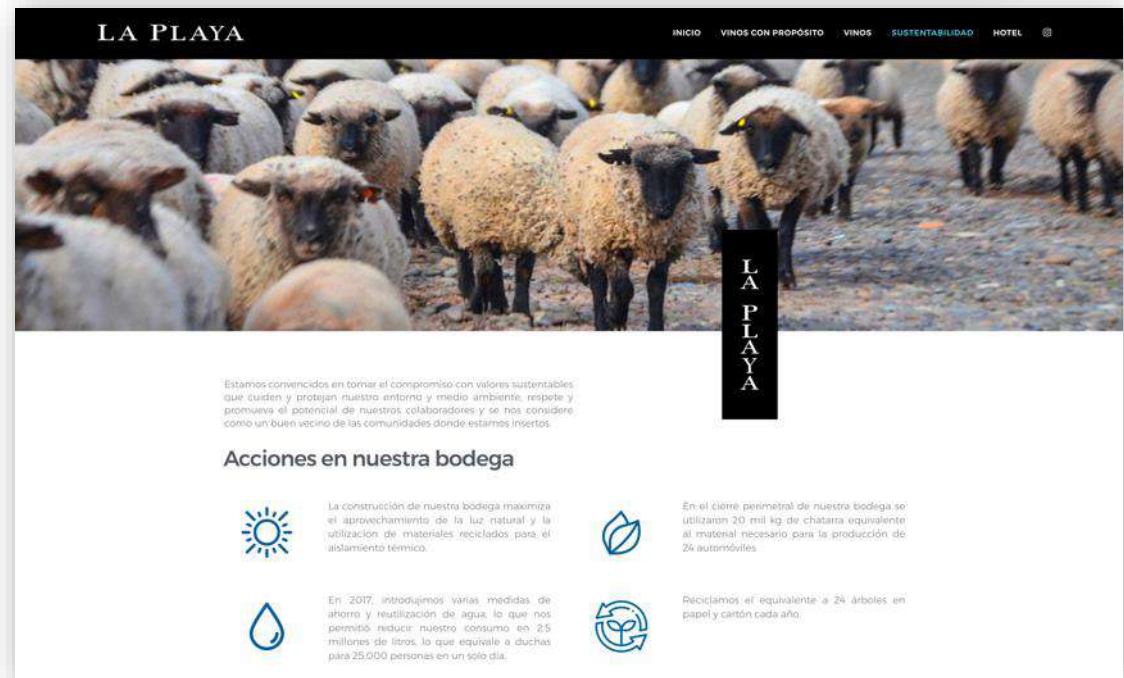 LA PLAYA
INICIO VINOS CON PROPÓSITO VINOS SUSTENTABILIDAD HOTEL
LA PLAYA
Estamos convencidos en tomar el compromiso con valores sustentables
que cuiden y protejan nuestro entorno y medio ambiente, respete y
promueva el potencial de nuestros colaboradores y se nos considere
como un buen vecino de las comunidades donde estamos insertos.
Acciones en nuestra bodega
La construcción de nuestra bodega maximiza
el aprovechamiento de la luz natural y la
utilización de materiales reciclados para el
aislamiento térmico.
En el cierre perimetral de nuestra bodega se
utilizaron 20 mil kg de chatarra equivalente
al material necesario para la producción de
24 automóviles.
En 2017, introdujimos varias medidas de
ahorro y reutilización de agua, lo que nos
permitió reducir nuestro consumo en 2.5
millones de litros, lo que equivale a duchas
para 25.000 personas en un solo día.
Reciclamos el equivalente a 24 árboles en
papel y cartón cada año.